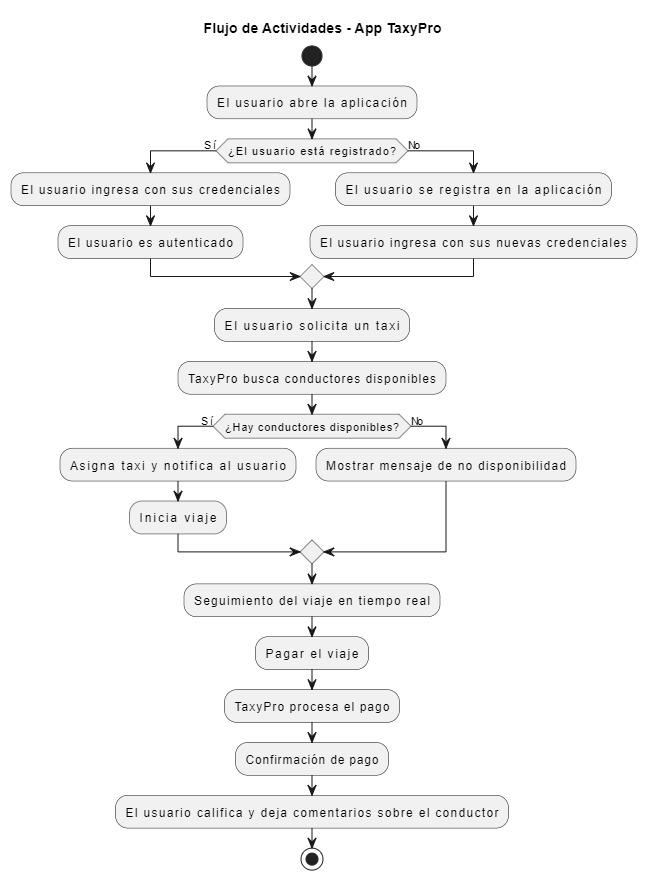 Flujo de Actividades - App TaxyPro
El usuario abre la aplicación
Sí
¿El usuario está registrado?
No
El usuario ingresa con sus credenciales
El usuario se registra en la aplicación
El usuario es autenticado
El usuario ingresa con sus nuevas credenciales
El usuario solicita un taxi
TaxyPro busca conductores disponibles
Sí
¿Hay conductores disponibles?
No
Asigna taxi y notifica al usuario
Mostrar mensaje de no disponibilidad
Inicia viaje
Seguimiento del viaje en tiempo real
Pagar el viaje
TaxyPro procesa el pago
Confirmación de pago
El usuario califica y deja comentarios sobre el conductor